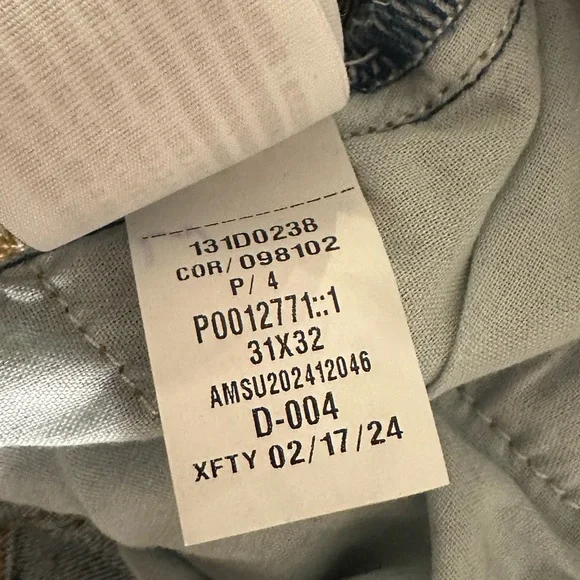 131D0238
COR/098102
P/ 4
P0012771::1
31X32
AMSU202412046
D-004
XFTY 02/17/24